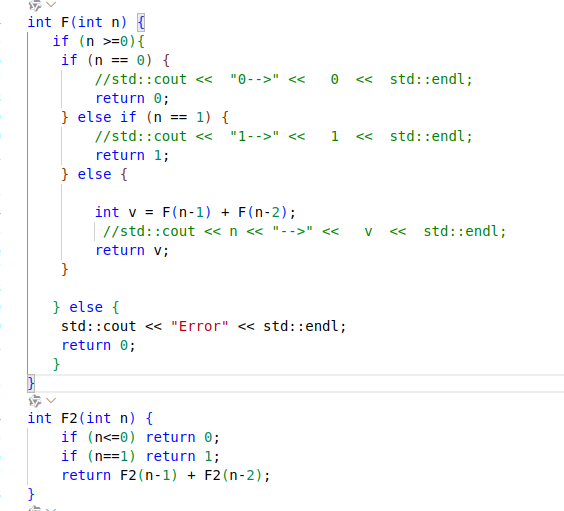 int F(int n) {
   if (n >=0){
    if (n == 0) {
        //std::cout <<  "0-->" <<   0  <<  std::endl;
        return 0;
    } else if (n == 1) {
        //std::cout <<  "1-->" <<   1  <<  std::endl;
        return 1;
    } else {

        int v = F(n-1) + F(n-2);
         //std::cout << n << "-->" <<   v  <<  std::endl;
        return v;
    }

   } else {
    std::cout << "Error" << std::endl;
    return 0;
   }
}
int F2(int n) {
    if (n<=0) return 0;
    if (n==1) return 1;
    return F2(n-1) + F2(n-2);
}